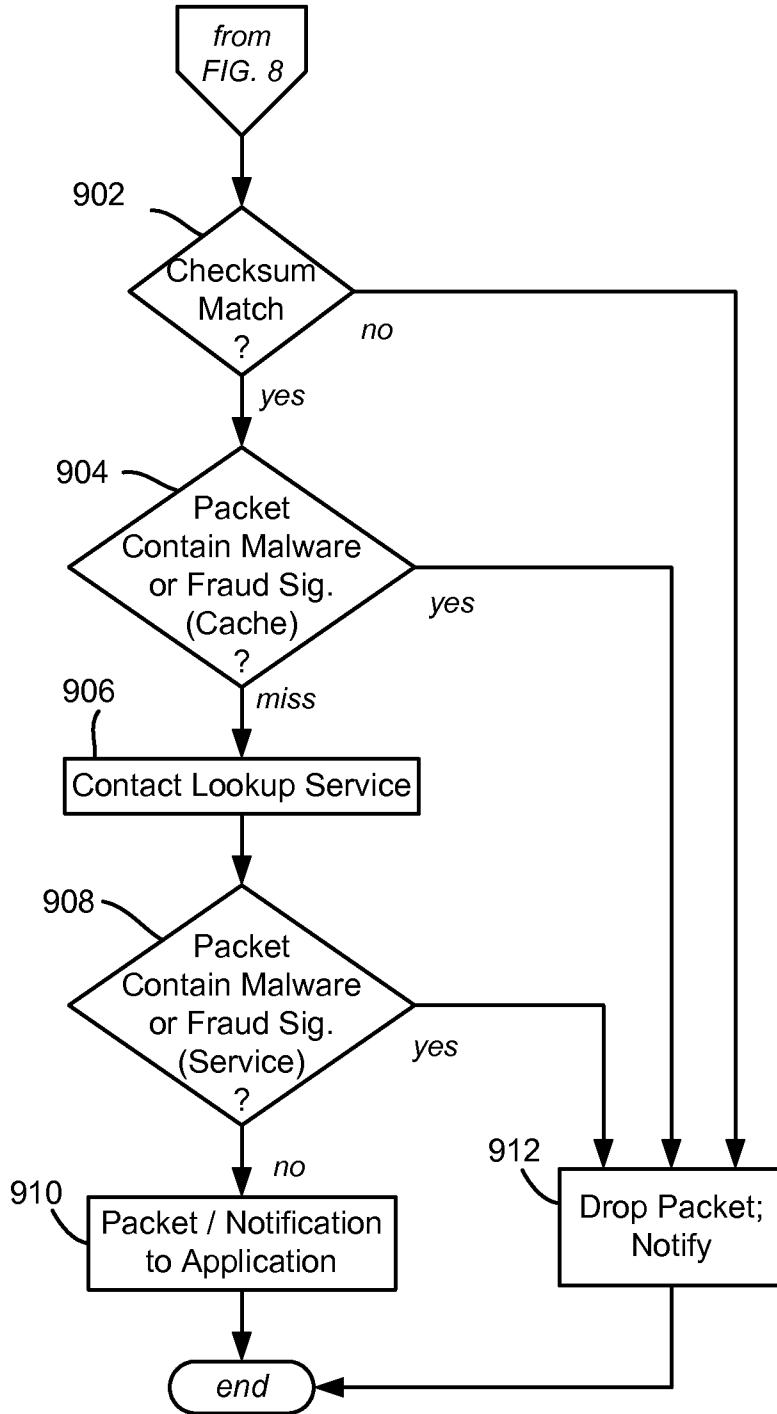 from
FIG. 8
902
Checksum
Match
?
no
yes
904
Packet
Contain Malware
or Fraud Sig.
(Cache)
?
yes
miss
906
Contact Lookup Service
908
Packet
Contain Malware
or Fraud Sig.
(Service)
?
yes
no
910
Packet / Notification
to Application
912
Drop Packet;
Notify
end